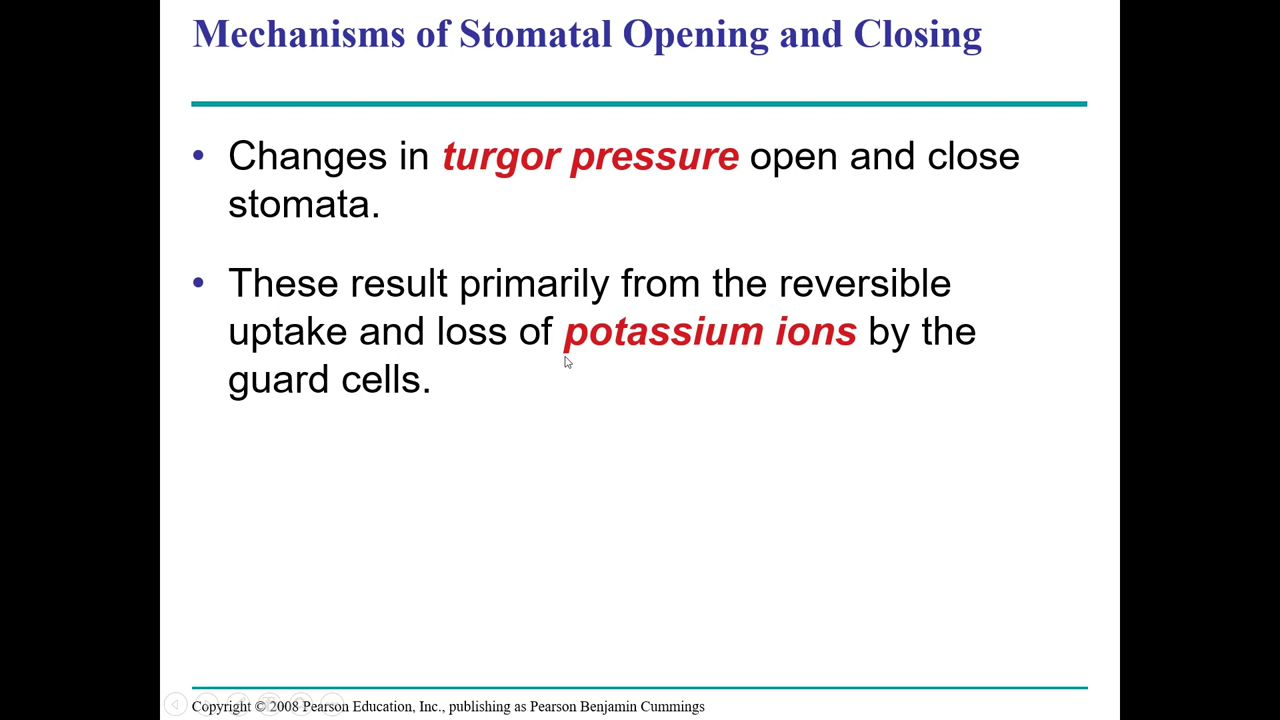 Mechanisms of Stomatal Opening and Closing
• Changes in turgor pressure open and close
stomata.
• These result primarily from the reversible
uptake and loss of potassium ions by the
guard cells.
Copyright © 2008 Pearson Education, Inc., publishing as Pearson Benjamin Cummings